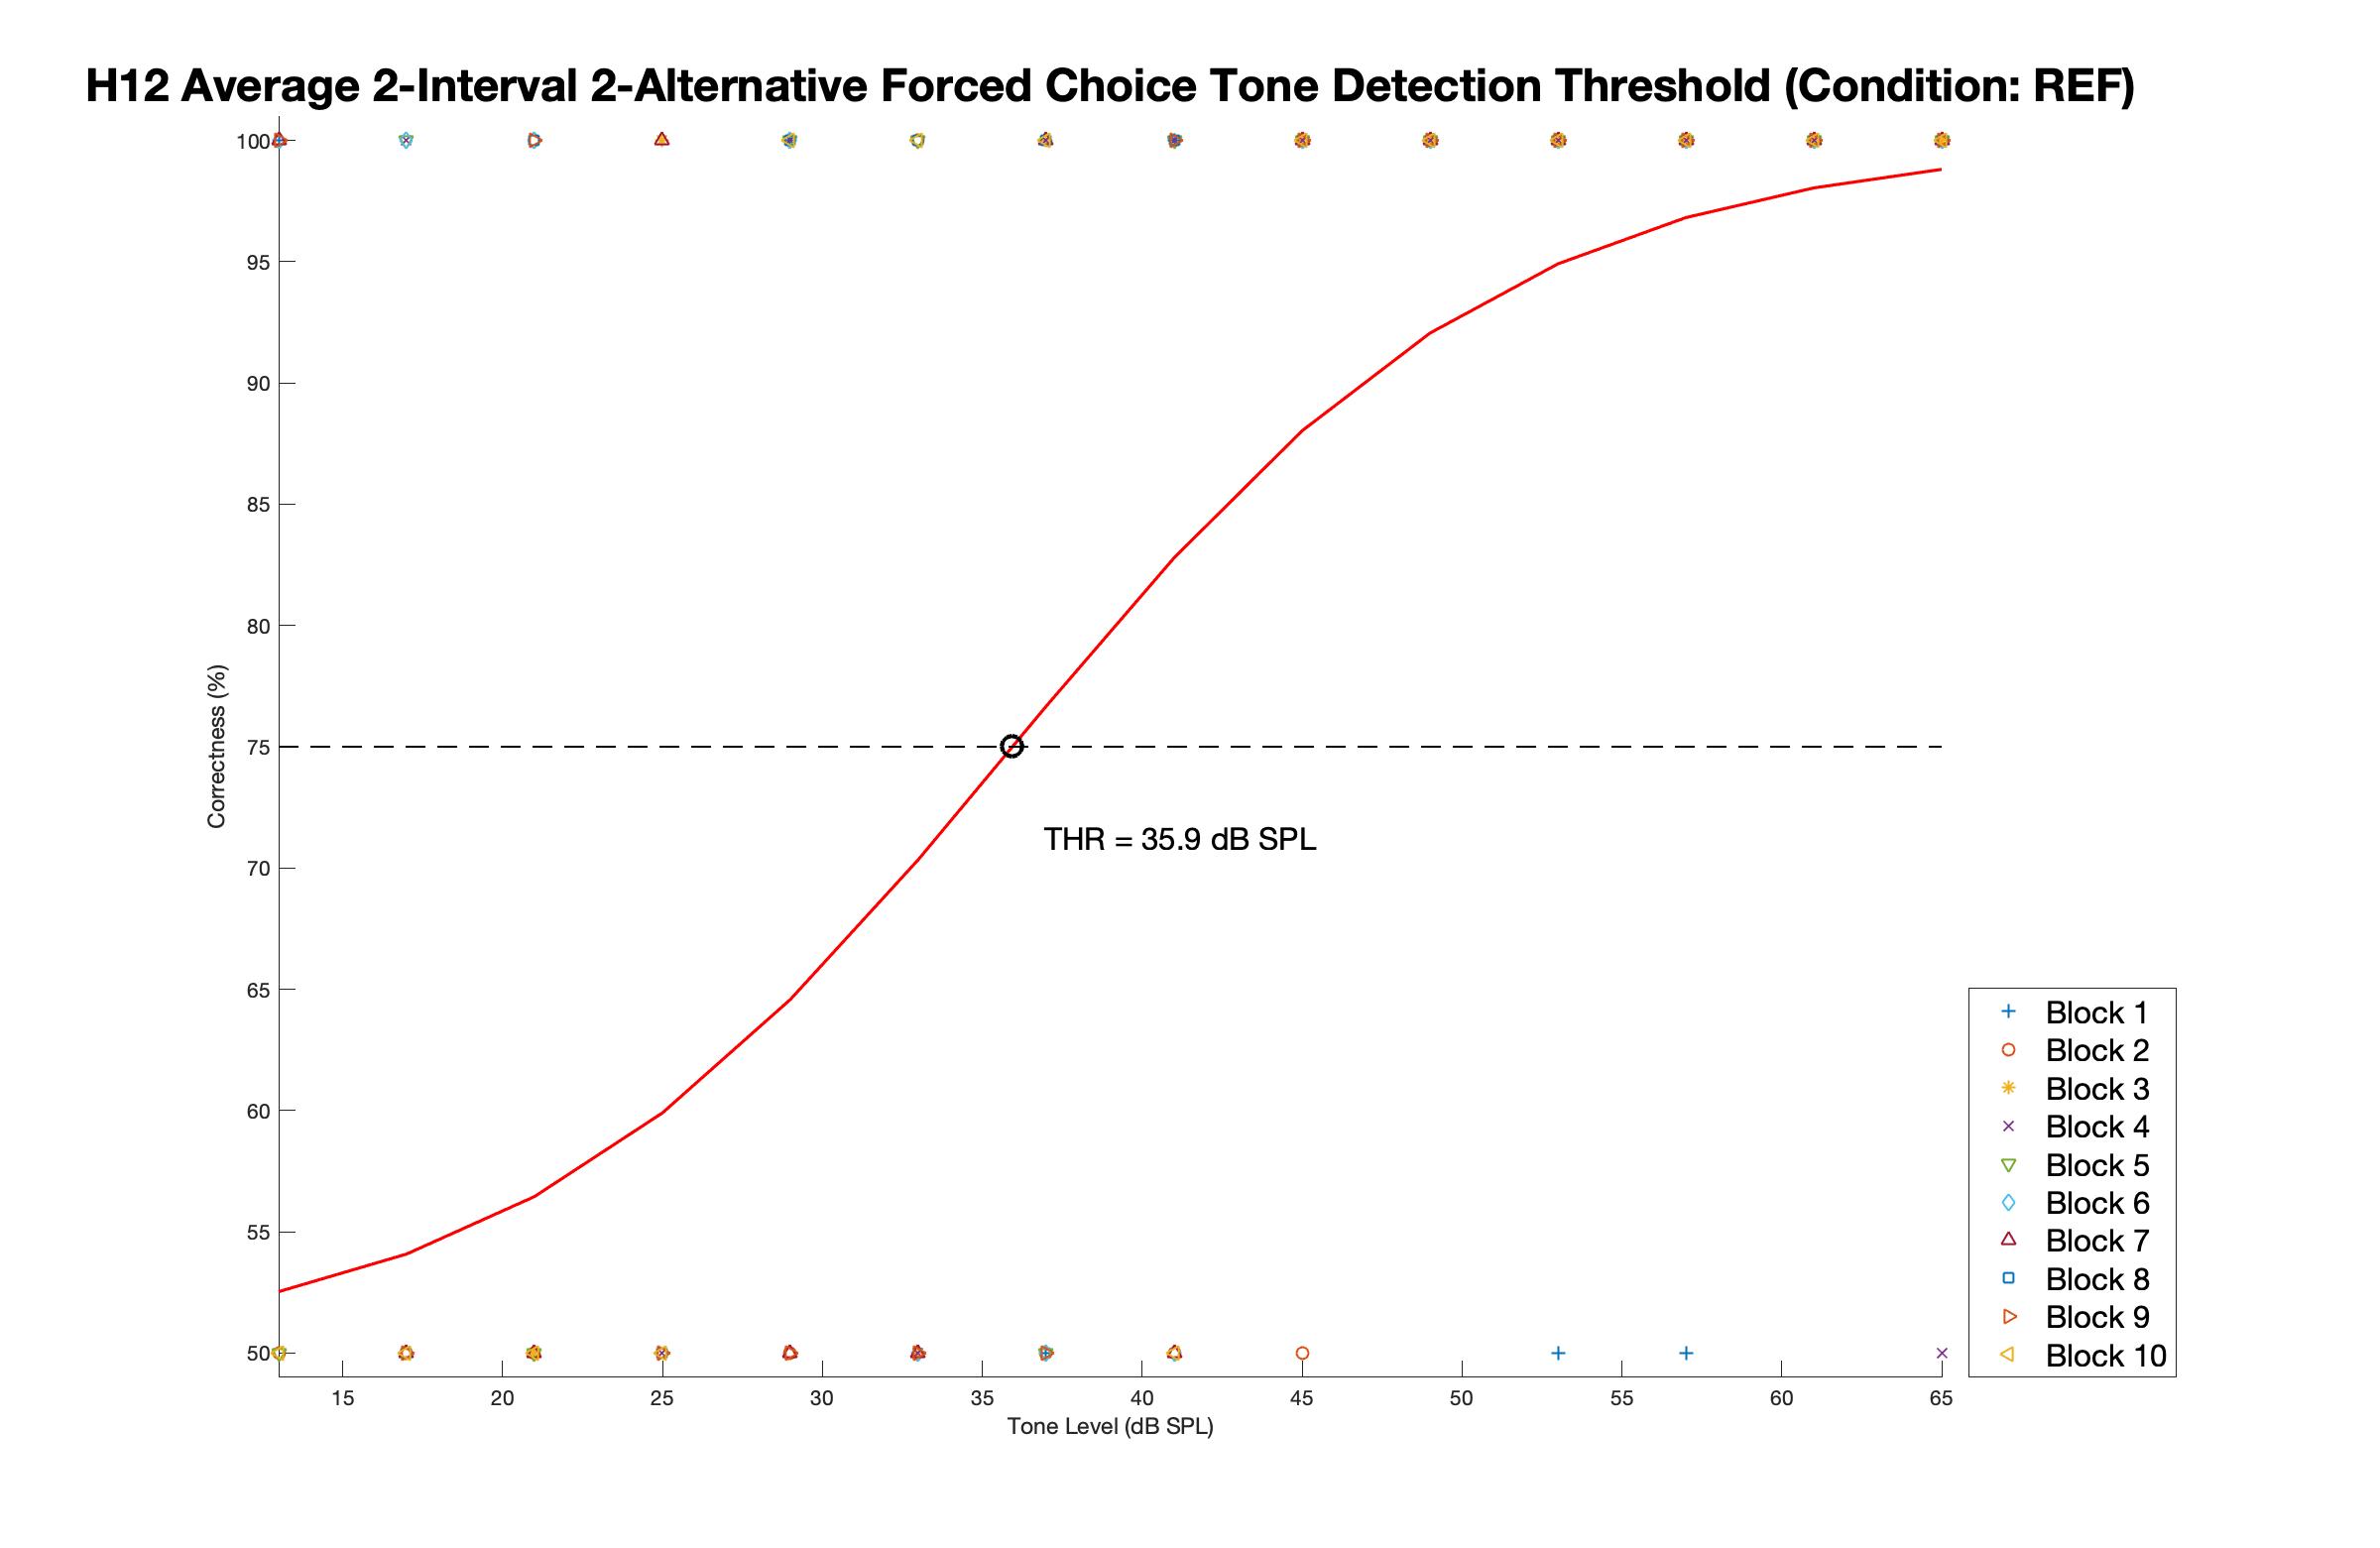 H12 Average 2-Interval 2-Alternative Forced Choice Tone Detection Threshold (Condition: REF)
100
95
90
85
80
75
70
65
60
55
50
Correctness (%)
THR = 35.9 dB SPL
15 20 25 30 35 40 45 50 55 60 65
Tone Level (dB SPL)
Block 1
Block 2
Block 3
Block 4
Block 5
Block 6
Block 7
Block 8
Block 9
Block 10